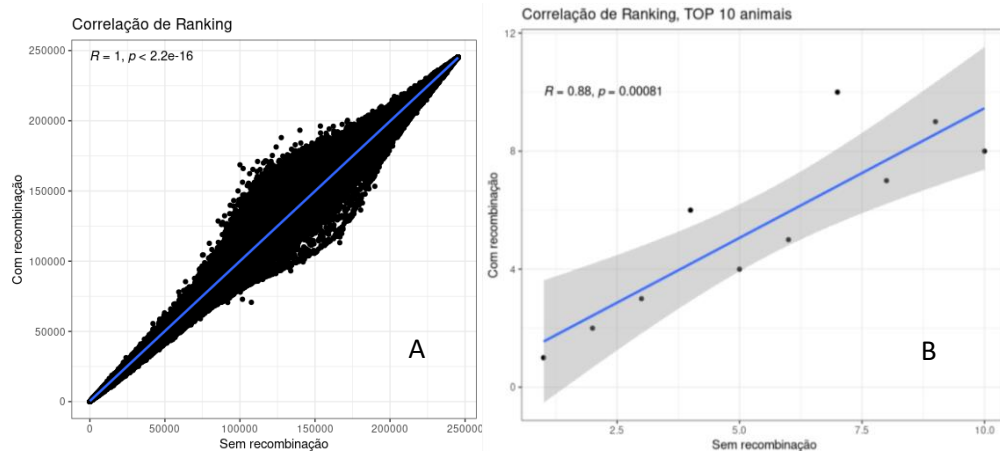 Correlação de Ranking
R = 1, p < 2.2e-16
250000
200000
150000
100000
50000
0
Com recombinação
0 50000 100000 150000 200000 250000
Sem recombinação
A
Correlação de Ranking, TOP 10 animais
R = 0.88, p = 0.00081
12
8
4
0
Com recombinação
2.5 5.0 7.5 10.0
Sem recombinação
B